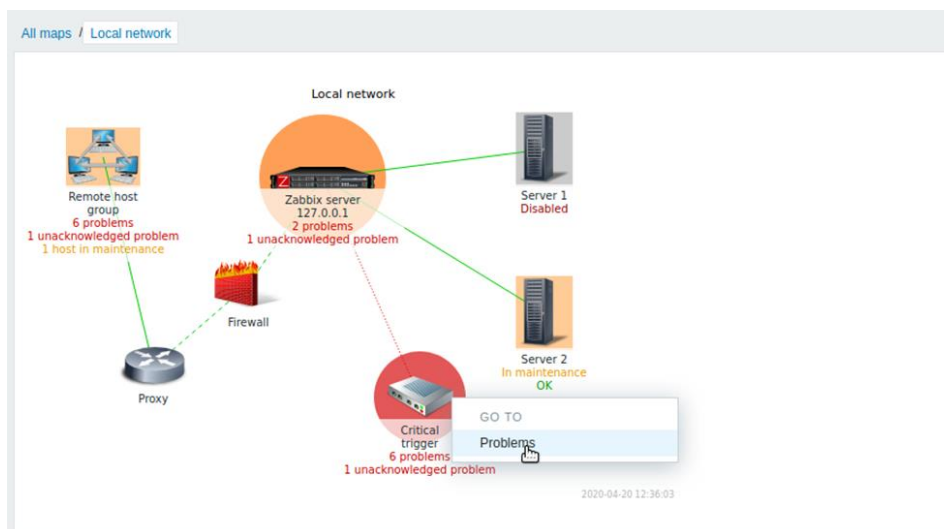 All maps / Local network
Local network
Remote host
group
6 problems
1 unacknowledged problem
1 host in maintenance
Z
Zabbix server
127.0.0.1
2 problems
1 unacknowledged problem
Server 1
Disabled
Firewall
Proxy
Server 2
In maintenance
OK
Critical
trigger
6 problems
1 unacknowledged problem
GO TO
Problems
2020-04-20 12:36:03